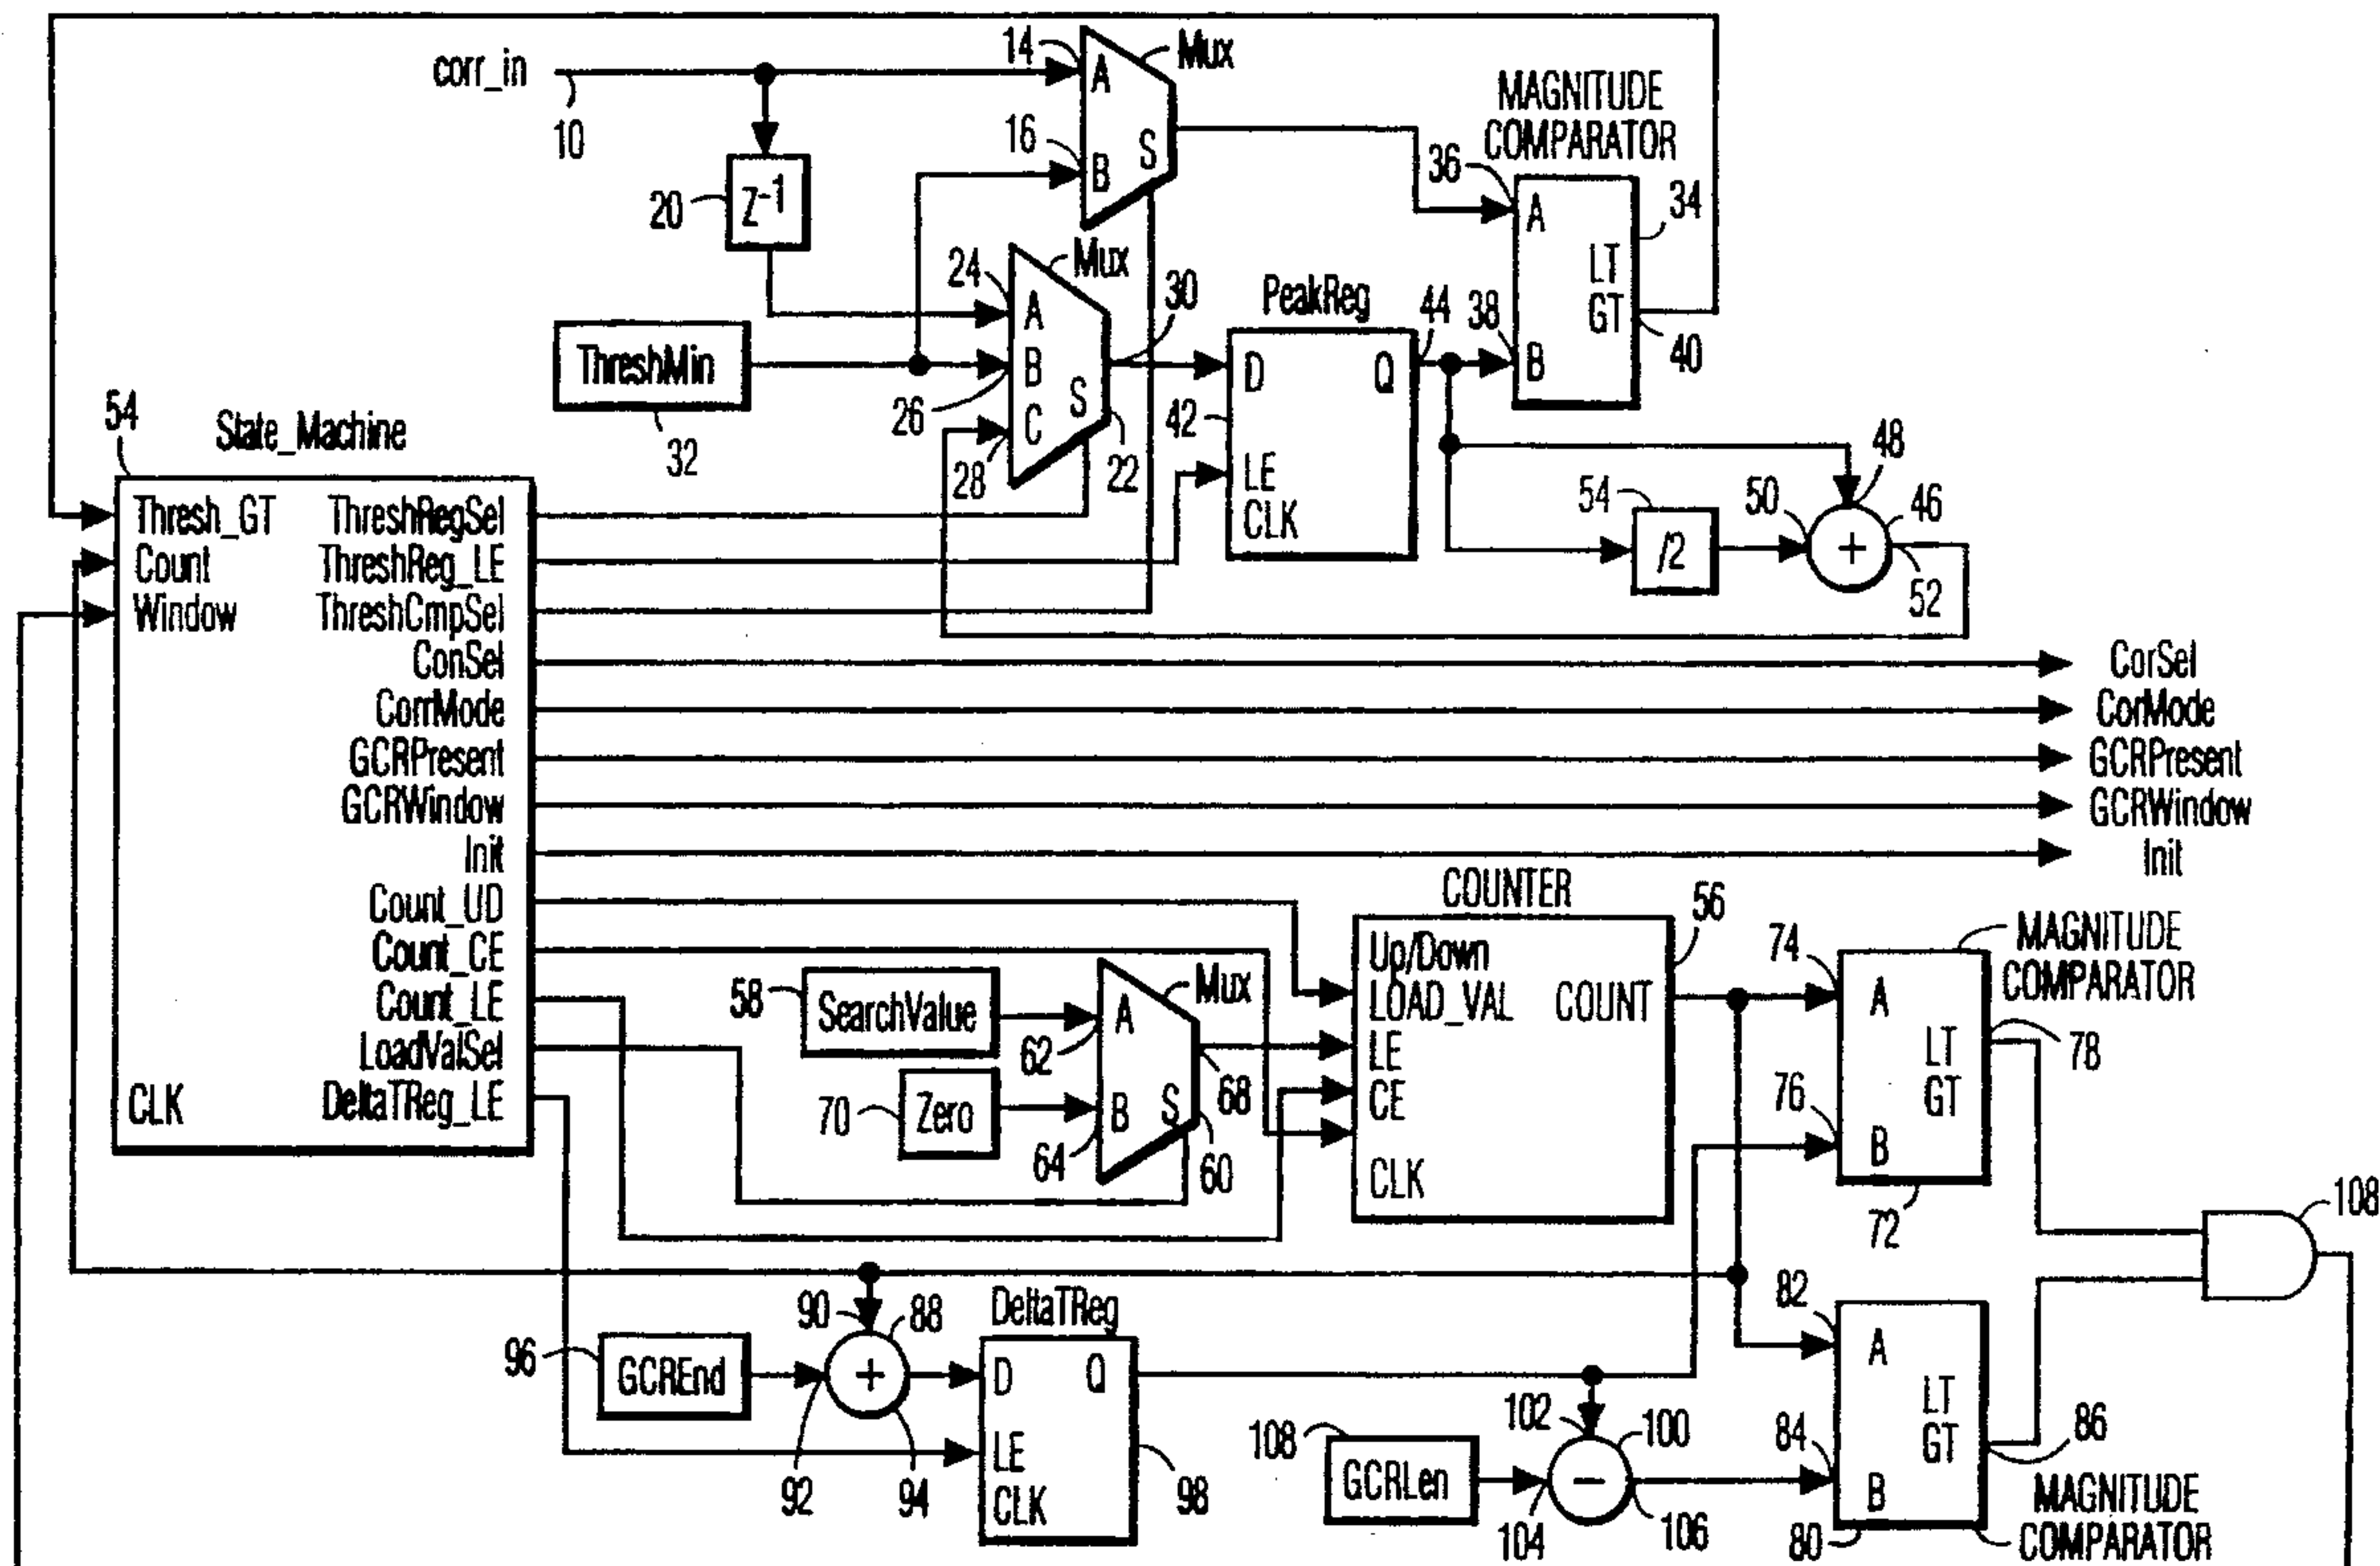 corr_in
10
14
Mux
A
16
B
S
20
Z-1
MAGNITUDE
COMPARATOR
36
A
34
LT
GT
38
B
40
24
Mux
A
B
C
S
30
26
28
22
ThreshMin
32
PeakReg
D
Q
44
42
LE
CLK
54
/2
50
48
46
+
52
54
State_Machine
Thresh_GT
Count
Window
CLK
ThreshRegSel
ThreshReg_LE
ThreshCmpSel
ConSel
CorrMode
GCRPresent
GCRWindow
Init
Count_UD
Count_CE
Count_LE
LoadValSel
DeltaTReg_LE
CorSel
CorMode
GCRPresent
GCRWindow
Init
COUNTER
56
Up/Down
LOAD_VAL
COUNT
LE
CE
CLK
58
SearchValue
62
Mux
A
B
S
68
70
Zero
64
60
74
MAGNITUDE
COMPARATOR
A
LT
GT
78
76
B
72
108
82
A
LT
GT
86
84
B
80
MAGNITUDE
COMPARATOR
90
88
+
96
GCREnd
92
94
DeltaTReg
D
Q
LE
CLK
98
108
GCRLen
102
100
−
104
106